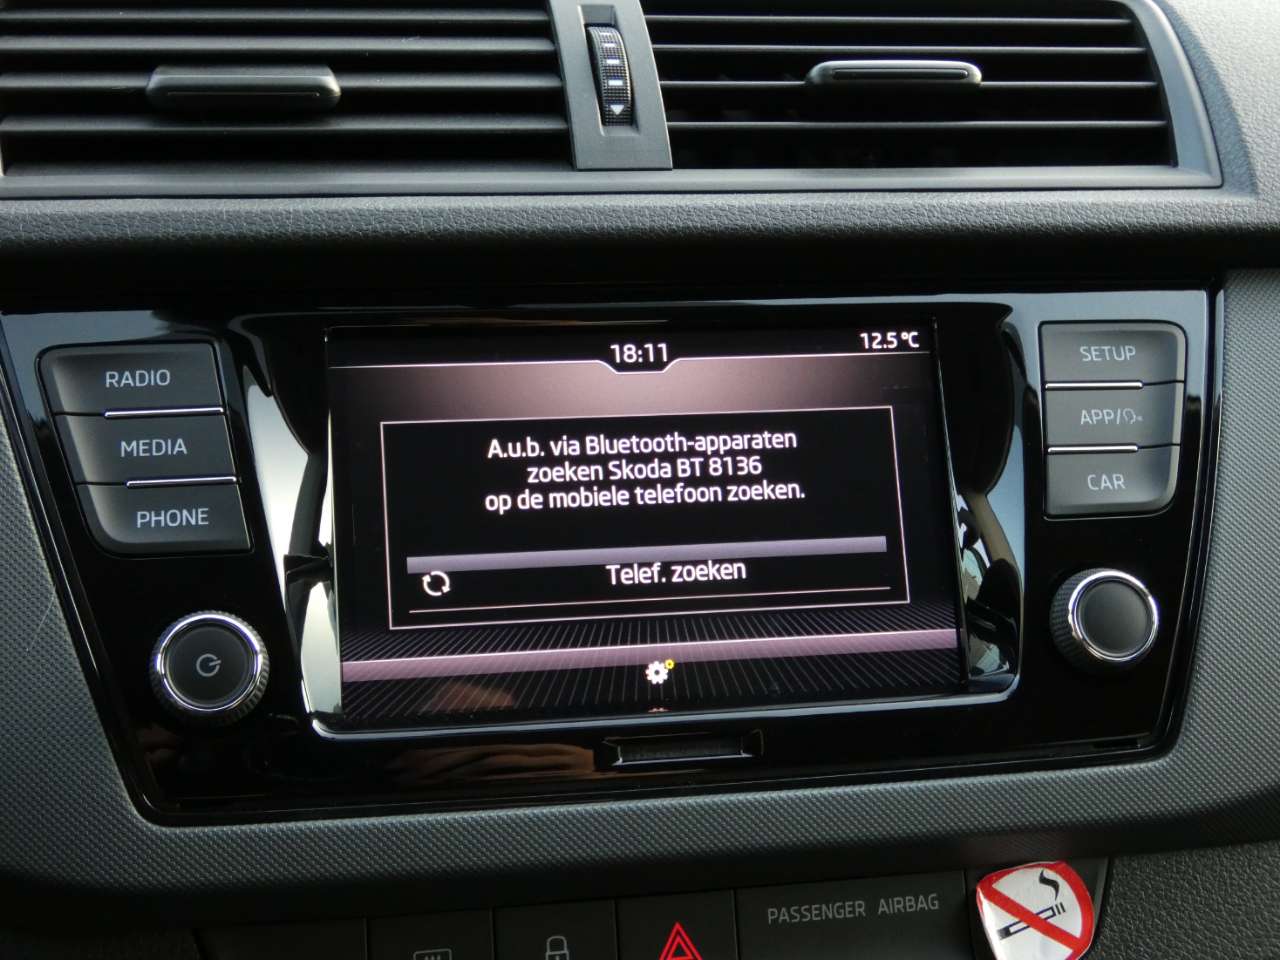 18:11
12.5 °C
RADIO
MEDIA
PHONE
A.u.b. via Bluetooth-apparaten
zoeken Skoda BT 8136
op de mobiele telefoon zoeken.
Telef. zoeken
SETUP
APP/
CAR
PASSENGER AIRBAG